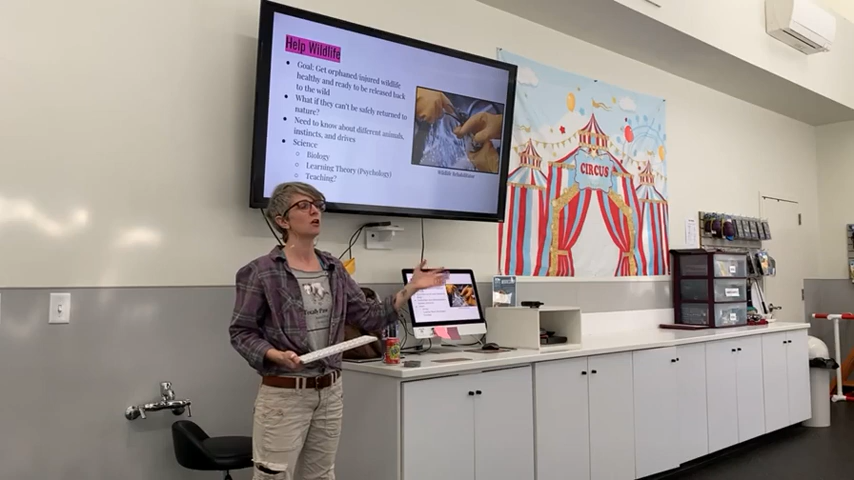 Help Wildlife
Goal: Get orphaned/injured wildlife
healthy and ready to be released back
to the wild
What if they can't be safely returned to
nature?
Need to know about different animals,
instincts, and drives
Science
Biology
Learning Theory (Psychology)
Teaching?
Wildlife Rehabilitator
CIRCUS